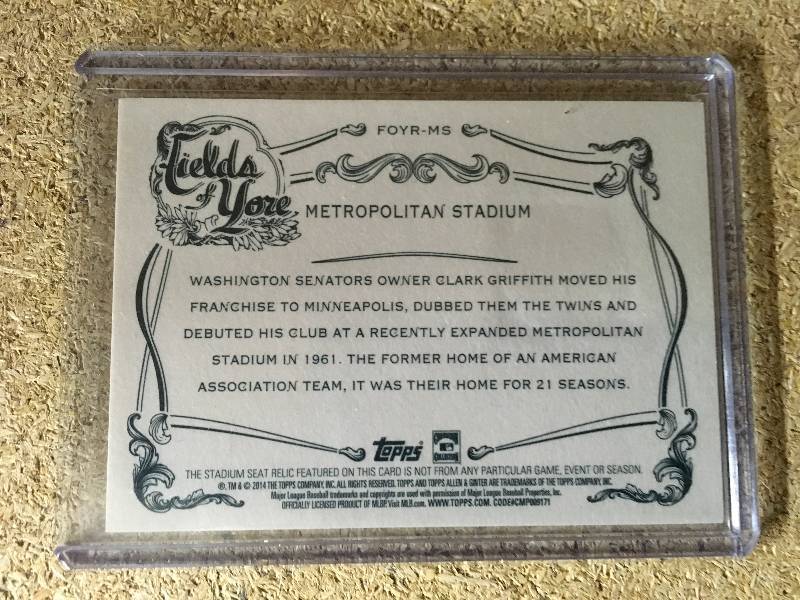 FOYR-MS
Fields
of
Yore
METROPOLITAN STADIUM
WASHINGTON SENATORS OWNER CLARK GRIFFITH MOVED HIS
FRANCHISE TO MINNEAPOLIS, DUBBED THEM THE TWINS AND
DEBUTED HIS CLUB AT A RECENTLY EXPANDED METROPOLITAN
STADIUM IN 1961. THE FORMER HOME OF AN AMERICAN
ASSOCIATION TEAM, IT WAS THEIR HOME FOR 21 SEASONS.
TOPPS
THE STADIUM SEAT RELIC FEATURED ON THIS CARD IS NOT FROM ANY PARTICULAR GAME, EVENT OR SEASON.
®, TM & © 2014 THE TOPPS COMPANY, INC. ALL RIGHTS RESERVED. TOPPS AND TOPPS ALLEN & GINTER ARE TRADEMARKS OF THE TOPPS COMPANY, INC.
Major League Baseball trademarks and copyrights are used with permission of Major League Baseball Properties, Inc.
OFFICIALLY LICENSED PRODUCT OF MLBP. Visit MLB.com. WWW.TOPPS.COM. CODE#CMP009171